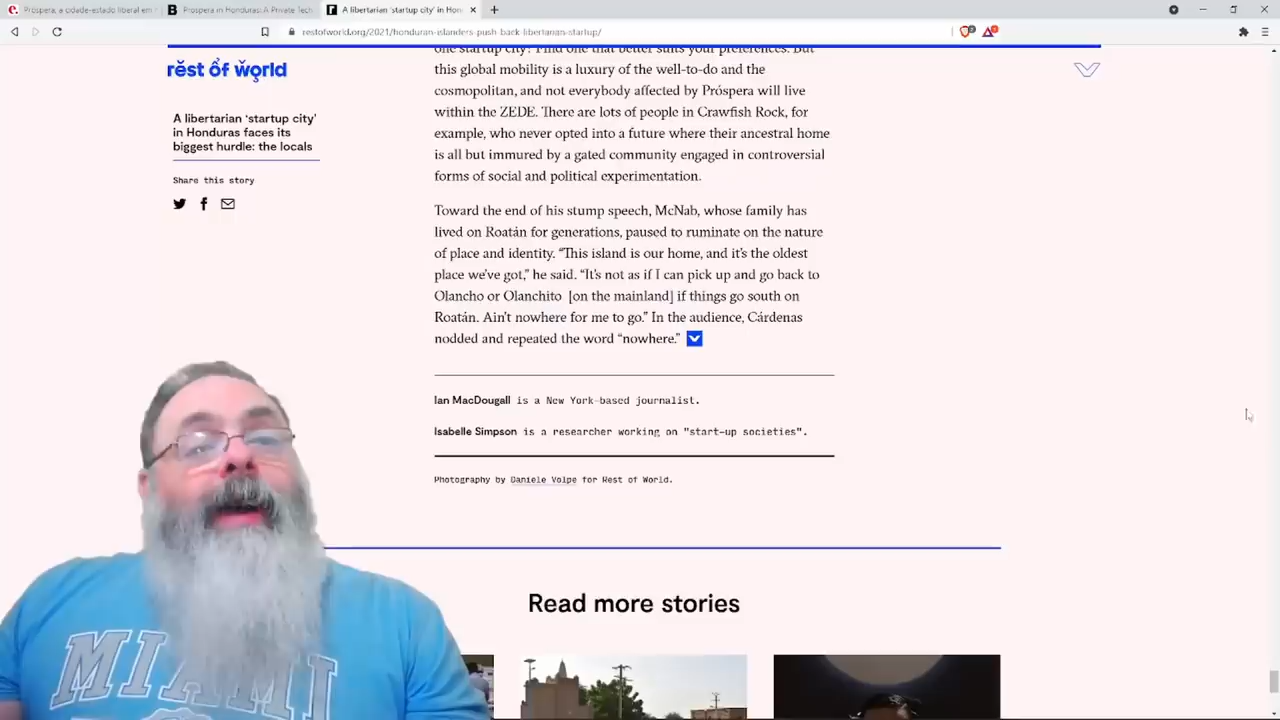 Próspera, a cidade-estado liberal em
Prospera in Honduras: A Private Tech
A libertarian 'startup city' in Hond
restofworld.org/2021/honduran-islanders-push-back-libertarian-startup/
one startup city? Find one that better suits your preferences. But
rest of world
this global mobility is a luxury of the well-to-do and the
cosmopolitan, and not everybody affected by Próspera will live
within the ZEDE. There are lots of people in Crawfish Rock, for
example, who never opted into a future where their ancestral home
is all but immured by a gated community engaged in controversial
forms of social and political experimentation.
A libertarian ‘startup city’
in Honduras faces its
biggest hurdle: the locals
Share this story
Toward the end of his stump speech, McNab, whose family has
lived on Roatán for generations, paused to ruminate on the nature
of place and identity. “This island is our home, and it’s the oldest
place we’ve got,” he said. “It’s not as if I can pick up and go back to
Olancho or Olanchito [on the mainland] if things go south on
Roatán. Ain’t nowhere for me to go.” In the audience, Cárdenas
nodded and repeated the word “nowhere.”
Ian MacDougall is a New York-based journalist.
Isabelle Simpson is a researcher working on "start-up societies".
Photography by Daniele Volpe for Rest of World.
Read more stories
MIAMI